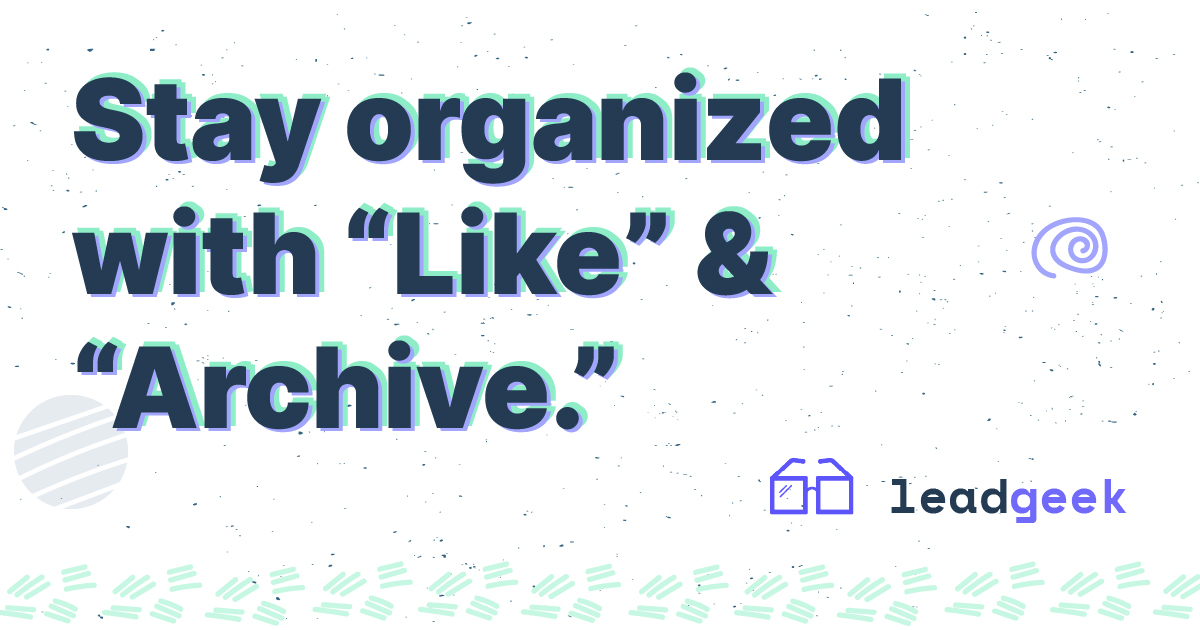 Stay organized
with “Like” &
“Archive.”
leadgeek